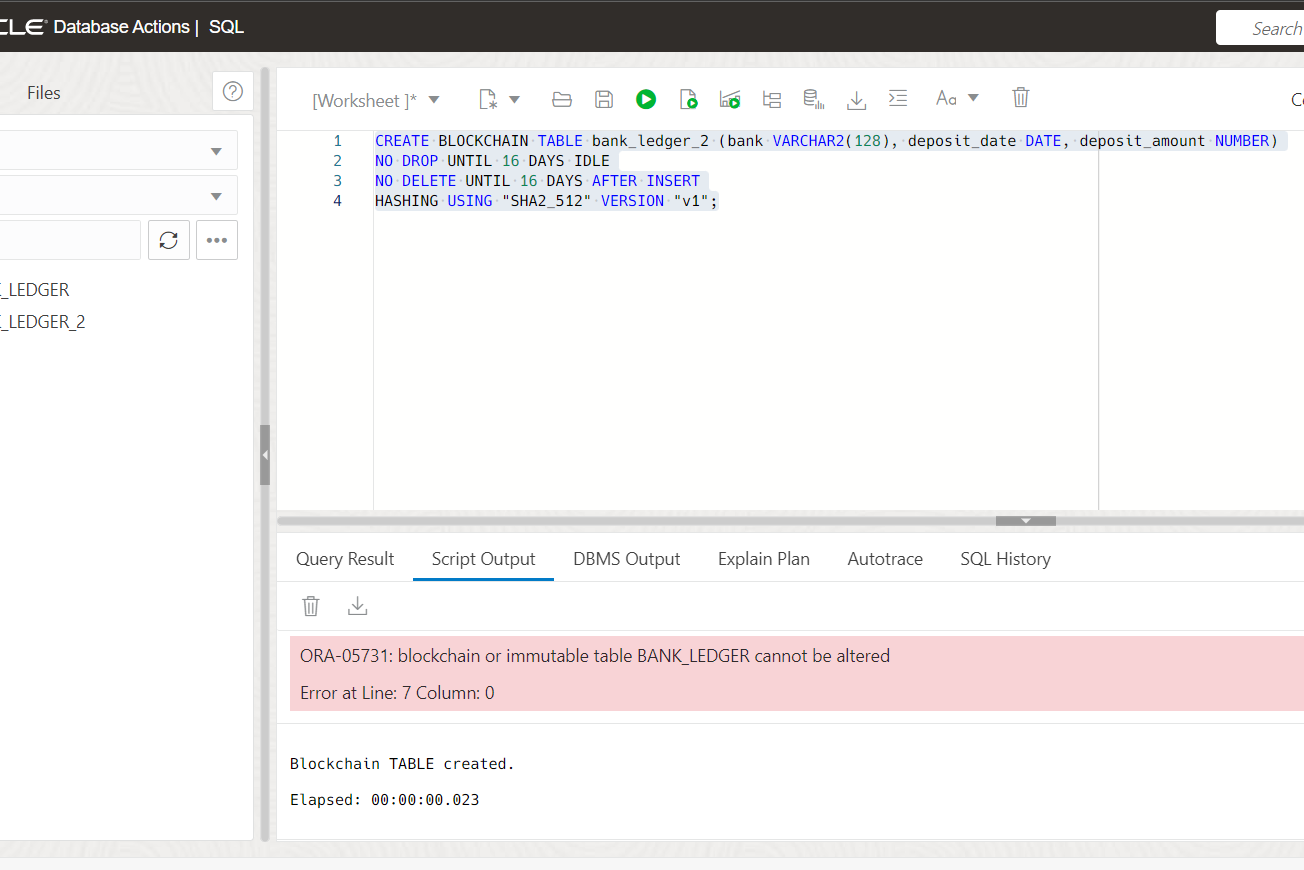 CLE Database Actions | SQL
Search
Files
[Worksheet ]*
Aa
1 CREATE BLOCKCHAIN TABLE bank_ledger_2 (bank VARCHAR2(128), deposit_date DATE, deposit_amount NUMBER)
2 NO DROP UNTIL 16 DAYS IDLE
3 NO DELETE UNTIL 16 DAYS AFTER INSERT
4 HASHING USING "SHA2_512" VERSION "v1";
_LEDGER
_LEDGER_2
Query Result Script Output DBMS Output Explain Plan Autotrace SQL History
ORA-05731: blockchain or immutable table BANK_LEDGER cannot be altered
Error at Line: 7 Column: 0
Blockchain TABLE created.
Elapsed: 00:00:00.023